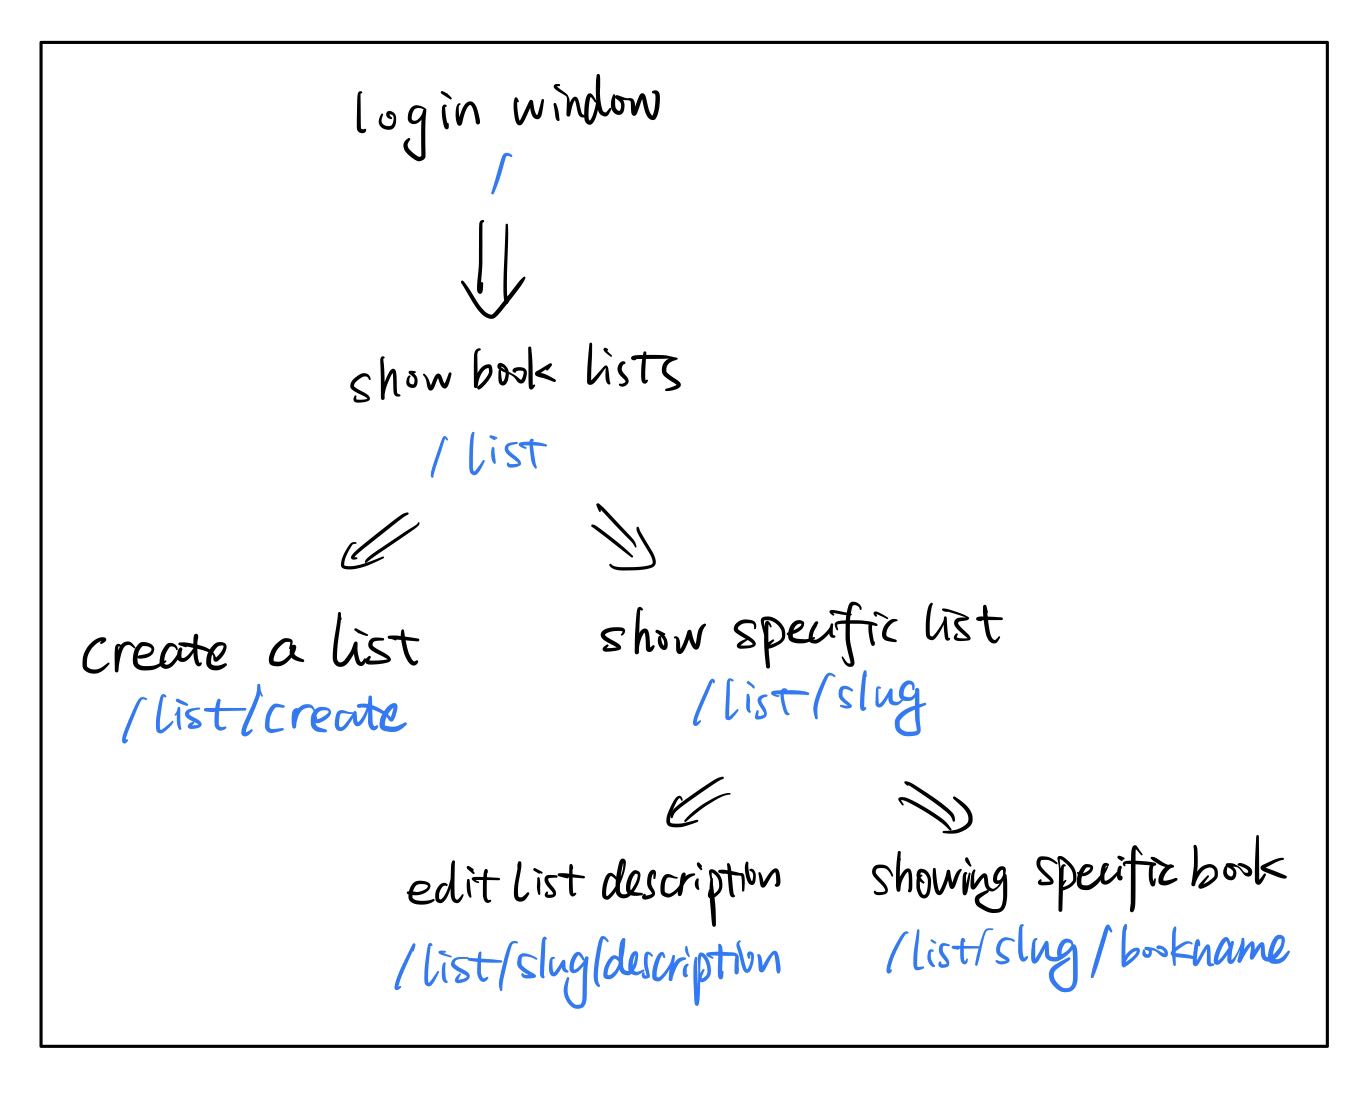 login window
/
show book lists
/list
create a list
/list/create
show specific list
/list/slug
edit list description
/list/slug/description
showing specific book
/list/slug/bookname